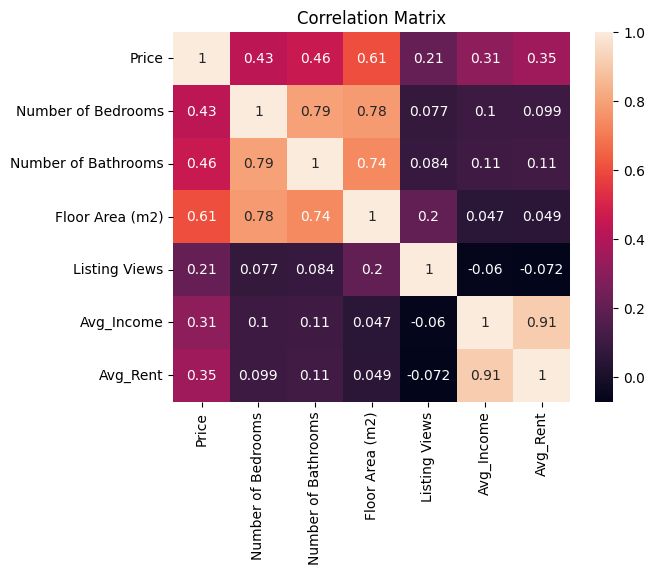 Correlation Matrix
Price 1 0.43 0.46 0.61 0.21 0.31 0.35
Number of Bedrooms 0.43 1 0.79 0.78 0.077 0.1 0.099
Number of Bathrooms 0.46 0.79 1 0.74 0.084 0.11 0.11
Floor Area (m2) 0.61 0.78 0.74 1 0.2 0.047 0.049
Listing Views 0.21 0.077 0.084 0.2 1 -0.06 -0.072
Avg_Income 0.31 0.1 0.11 0.047 -0.06 1 0.91
Avg_Rent 0.35 0.099 0.11 0.049 -0.072 0.91 1
Price
Number of Bedrooms
Number of Bathrooms
Floor Area (m2)
Listing Views
Avg_Income
Avg_Rent
1.0
0.8
0.6
0.4
0.2
0.0